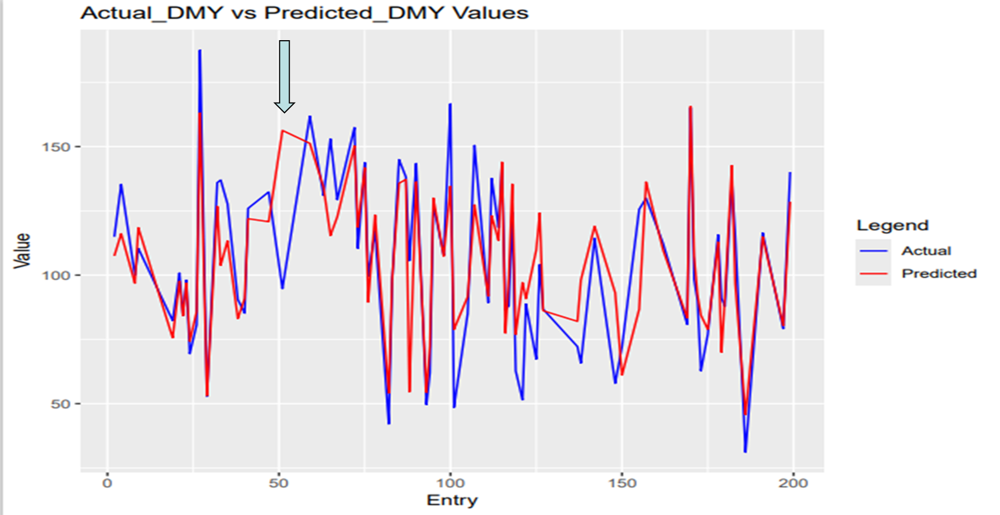 Actual_DMY vs Predicted_DMY Values
Value
150
100
50
0
50
100
150
200
Entry
Legend
Actual
Predicted